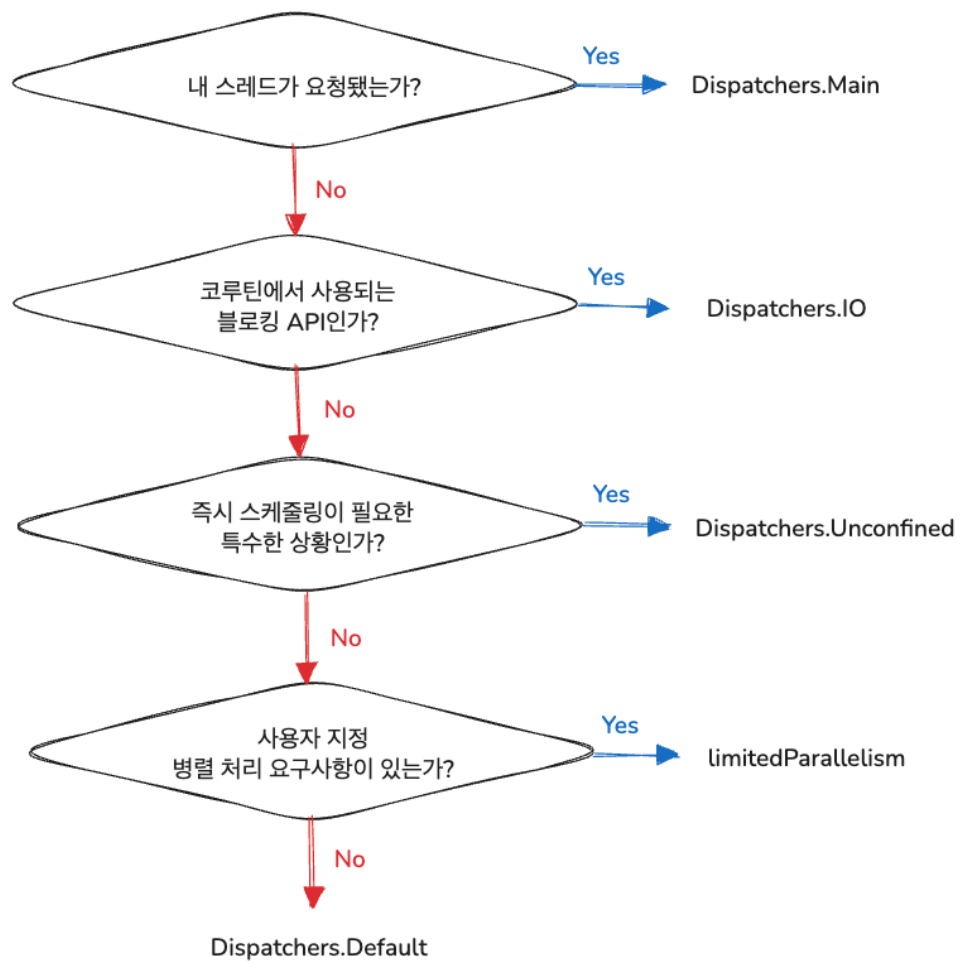 내 스레드가 요청됐는가?
Yes
Dispatchers.Main
No
코루틴에서 사용되는
블로킹 API인가?
Yes
Dispatchers.IO
No
즉시 스케줄링이 필요한
특수한 상황인가?
Yes
Dispatchers.Unconfined
No
사용자 지정
병렬 처리 요구사항이 있는가?
Yes
limitedParallelism
No
Dispatchers.Default